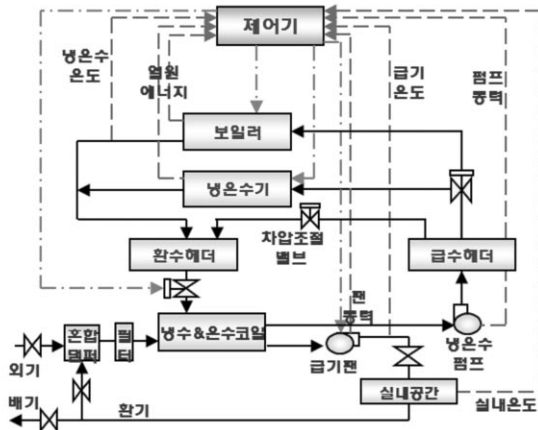 제어기
냉온수
온도
열원
에너지
급기
온도
펌프
동력
보일러
냉온수기
차압조절
밸브
환수헤더
급수헤더
팬
동력
혼합
댐퍼
필
터
냉수&온수코일
외기
급기팬
냉온수
펌프
배기
환기
실내공간
실내온도